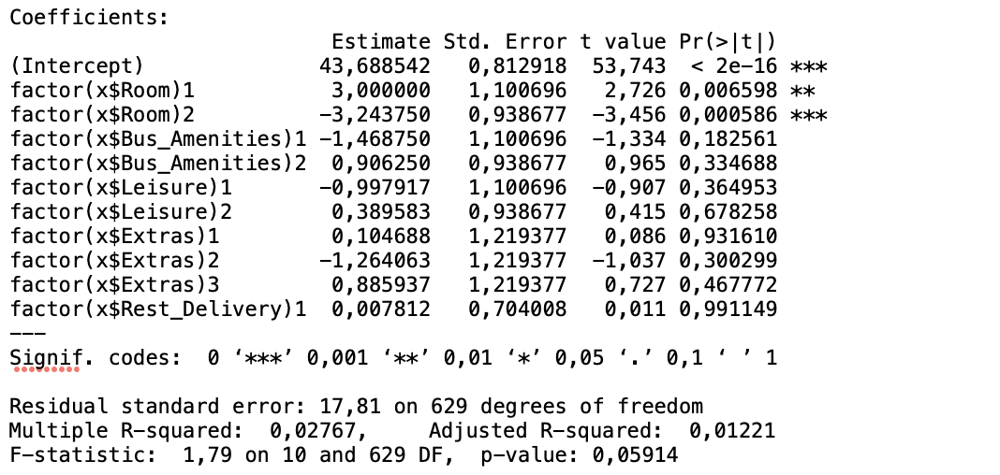 Coefficients:
Estimate Std. Error t value Pr(>|t|)
(Intercept) 43,688542 0,812918 53,743 < 2e-16 ***
factor(x$Room)1 3,000000 1,100696 2,726 0,006598 **
factor(x$Room)2 -3,243750 0,938677 -3,456 0,000586 ***
factor(x$Bus_Amenities)1 -1,468750 1,100696 -1,334 0,182561
factor(x$Bus_Amenities)2 0,906250 0,938677 0,965 0,334688
factor(x$Leisure)1 -0,997917 1,100696 -0,907 0,364953
factor(x$Leisure)2 0,389583 0,938677 0,415 0,678258
factor(x$Extras)1 0,104688 1,219377 0,086 0,931610
factor(x$Extras)2 -1,264063 1,219377 -1,037 0,300299
factor(x$Extras)3 0,885937 1,219377 0,727 0,467772
factor(x$Rest_Delivery)1 0,007812 0,704008 0,011 0,991149
---
Signif. codes: 0 ‘***’ 0,001 ‘**’ 0,01 ‘*’ 0,05 ‘.’ 0,1 ‘ ’ 1
Residual standard error: 17,81 on 629 degrees of freedom
Multiple R-squared: 0,02767, Adjusted R-squared: 0,01221
F-statistic: 1,79 on 10 and 629 DF, p-value: 0,05914